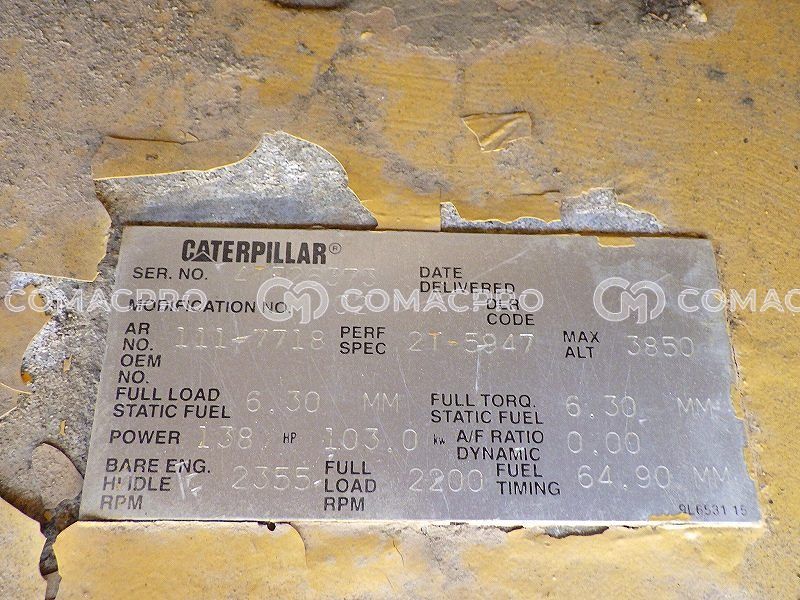 CATERPILLAR®
SER. NO.
DATE DELIVERED
MODIFICATION NO.
DLR CODE
COMACPRO COMACPRO COMAC
AR NO. 111-7718 PERF SPEC 2T-5947 MAX ALT 3850
OEM NO.
FULL LOAD STATIC FUEL 6.30 MM FULL TORQ. STATIC FUEL 6.30 MM
POWER 138 HP 103.0 kw A/F RATIO DYNAMIC 0.00
BARE ENG. HI IDLE RPM 2355 FULL LOAD RPM 2200 FUEL TIMING 64.90 MM
9L6531 15